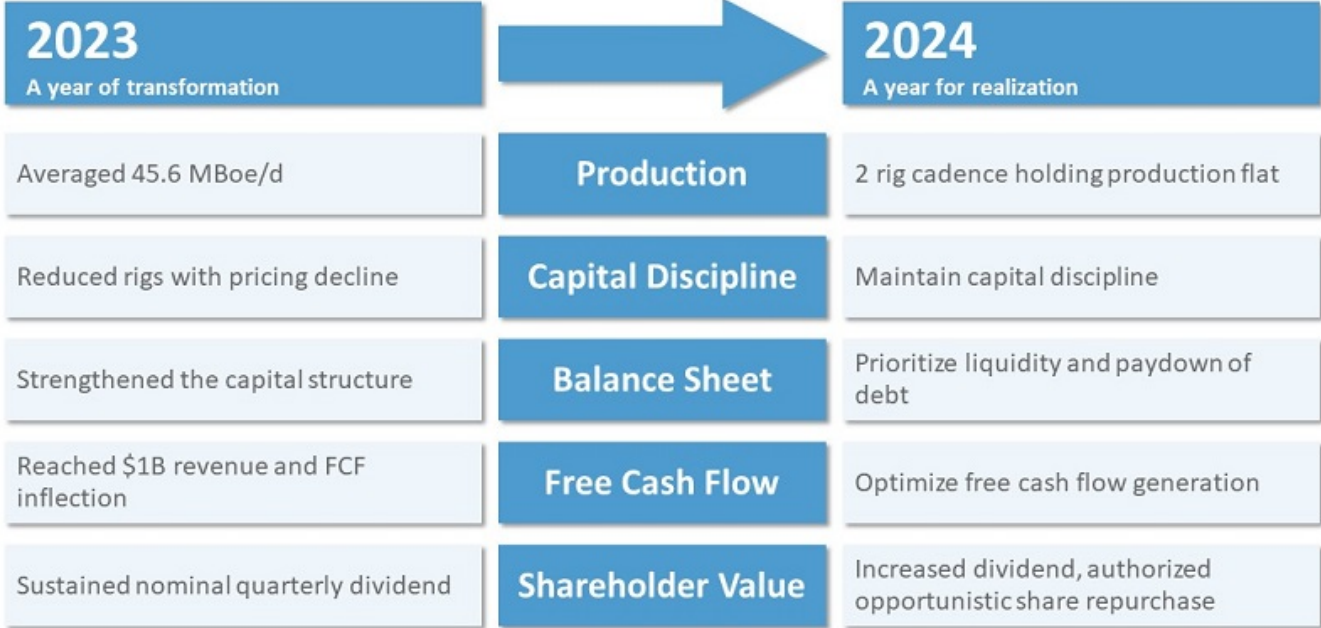 2023
A year of transformation
2024
A year for realization
Averaged 45.6 MBoe/d
Production
2 rig cadence holding production flat
Reduced rigs with pricing decline
Capital Discipline
Maintain capital discipline
Strengthened the capital structure
Balance Sheet
Prioritize liquidity and paydown of
debt
Reached $1B revenue and FCF
inflection
Free Cash Flow
Optimize free cash flow generation
Sustained nominal quarterly dividend
Shareholder Value
Increased dividend, authorized
opportunistic share repurchase